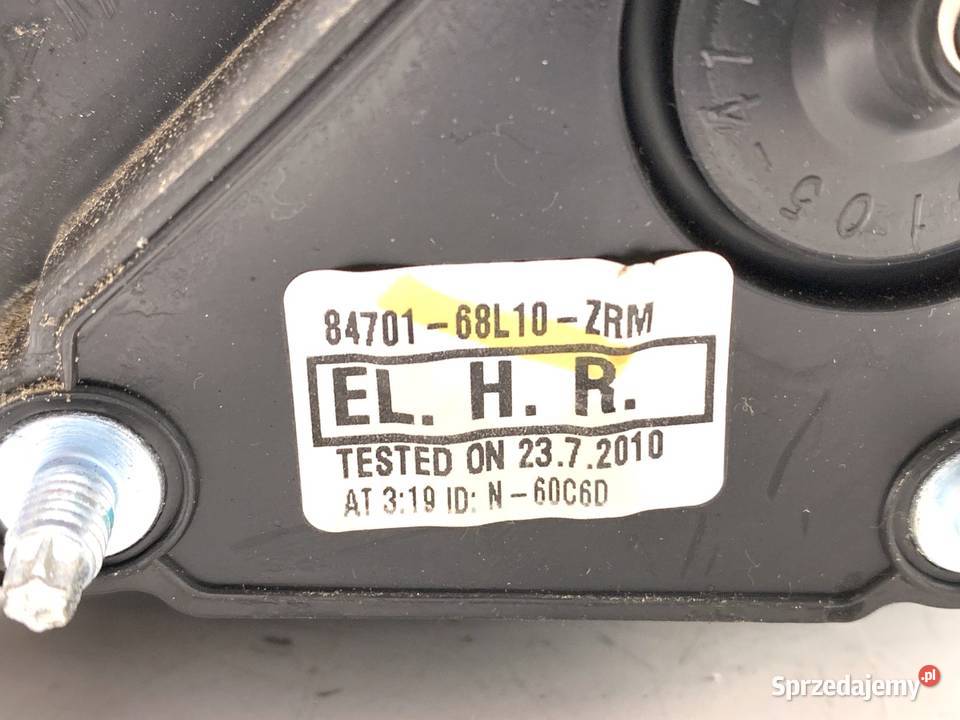 84701-68L10-ZRM
EL. H. R.
TESTED ON 23.7.2010
AT 3:19 ID: N-60C6D
Sprzedajemy.pl